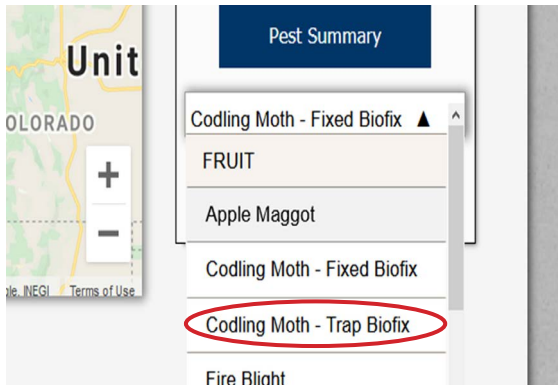 Pest Summary
Unit
OLORADO
+
−
INEGI Terms of Use
Codling Moth - Fixed Biofix ▲
FRUIT
Apple Maggot
Codling Moth - Fixed Biofix
Codling Moth - Trap Biofix
Fire Blight